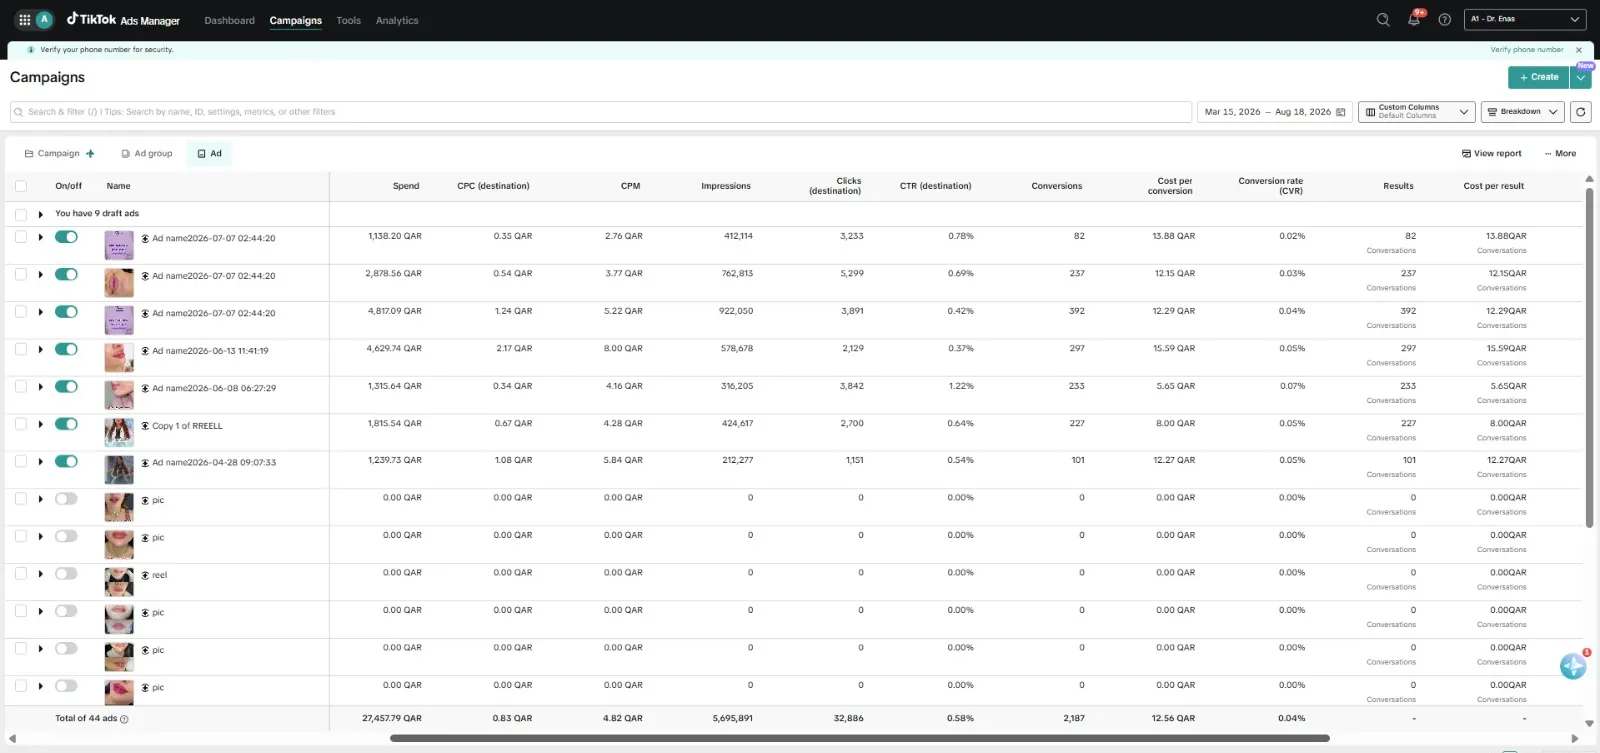 A TikTok Ads Manager Dashboard Campaigns Tools Analytics 9+ A1 - Dr. Enas
Verify your phone number for security. Verify phone number
Campaigns
New
+ Create
Search & filter (/) | Tips: Search by name, ID, settings, metrics, or other filters
Mar 15, 2026 – Aug 18, 2026
Custom Columns
Default Columns
Breakdown
Campaign + Ad group Ad View report ··· More
On/off Name Spend CPC (destination) CPM Impressions Clicks (destination) CTR (destination) Conversions Cost per conversion Conversion rate (CVR) Results Cost per result
You have 9 draft ads
Ad name2026-07-07 02:44:20 1,138.20 QAR 0.35 QAR 2.76 QAR 412,114 3,233 0.78% 82 13.88 QAR 0.02% 82 13.88QAR
Conversations Conversations
Ad name2026-07-07 02:44:20 2,878.56 QAR 0.54 QAR 3.77 QAR 762,813 5,299 0.69% 237 12.15 QAR 0.03% 237 12.15QAR
Conversations Conversations
Ad name2026-07-07 02:44:20 4,817.09 QAR 1.24 QAR 5.22 QAR 922,050 3,891 0.42% 392 12.29 QAR 0.04% 392 12.29QAR
Conversations Conversations
Ad name2026-06-13 11:41:19 4,629.74 QAR 2.17 QAR 8.00 QAR 578,678 2,129 0.37% 297 15.59 QAR 0.05% 297 15.59QAR
Conversations Conversations
Ad name2026-06-08 06:27:29 1,315.64 QAR 0.34 QAR 4.16 QAR 316,205 3,842 1.22% 233 5.65 QAR 0.07% 233 5.65QAR
Conversations Conversations
Copy 1 of RREELL 1,815.54 QAR 0.67 QAR 4.28 QAR 424,617 2,700 0.64% 227 8.00 QAR 0.05% 227 8.00QAR
Conversations Conversations
Ad name2026-04-28 09:07:33 1,239.73 QAR 1.08 QAR 5.84 QAR 212,277 1,151 0.54% 101 12.27 QAR 0.05% 101 12.27QAR
Conversations Conversations
pic 0.00 QAR 0.00 QAR 0.00 QAR 0 0 0.00% 0 0.00 QAR 0.00% 0 0.00QAR
Conversations Conversations
pic 0.00 QAR 0.00 QAR 0.00 QAR 0 0 0.00% 0 0.00 QAR 0.00% 0 0.00QAR
Conversations Conversations
reel 0.00 QAR 0.00 QAR 0.00 QAR 0 0 0.00% 0 0.00 QAR 0.00% 0 0.00QAR
Conversations Conversations
pic 0.00 QAR 0.00 QAR 0.00 QAR 0 0 0.00% 0 0.00 QAR 0.00% 0 0.00QAR
Conversations Conversations
pic 0.00 QAR 0.00 QAR 0.00 QAR 0 0 0.00% 0 0.00 QAR 0.00% 0 0.00QAR
Conversations Conversations
pic 0.00 QAR 0.00 QAR 0.00 QAR 0 0 0.00% 0 0.00 QAR 0.00% 0 0.00QAR
Conversations Conversations
1
Total of 44 ads 27,457.79 QAR 0.83 QAR 4.82 QAR 5,695,891 32,886 0.58% 2,187 12.56 QAR 0.04% - -